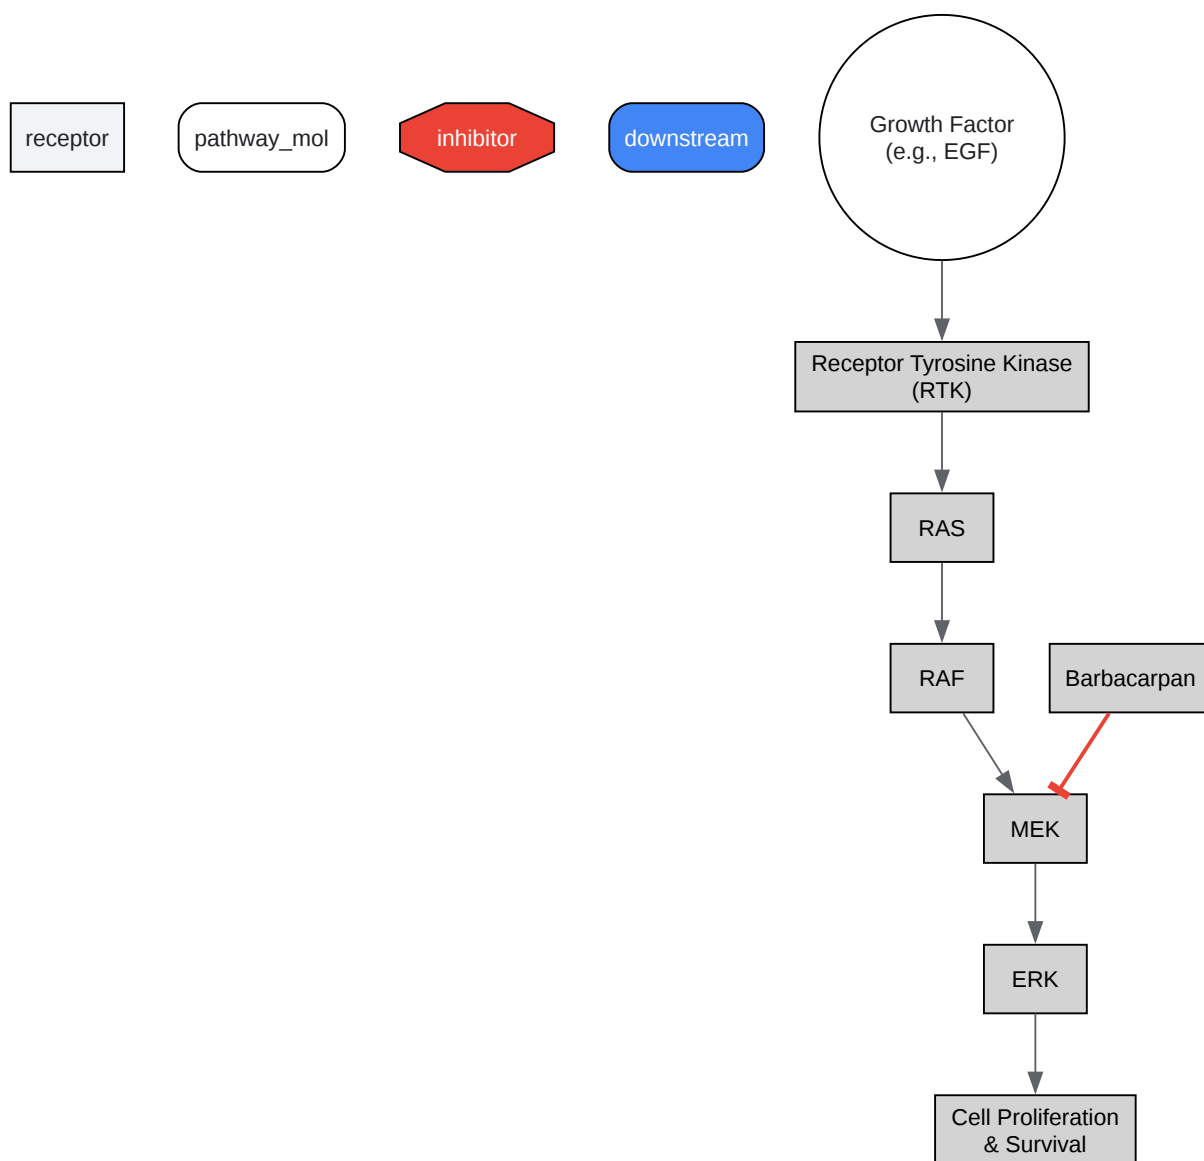 receptor
pathway_mol
inhibitor
downstream
Growth Factor
(e.g., EGF)
Receptor Tyrosine Kinase
(RTK)
RAS
RAF
Barbacarpan
MEK
ERK
Cell Proliferation
& Survival